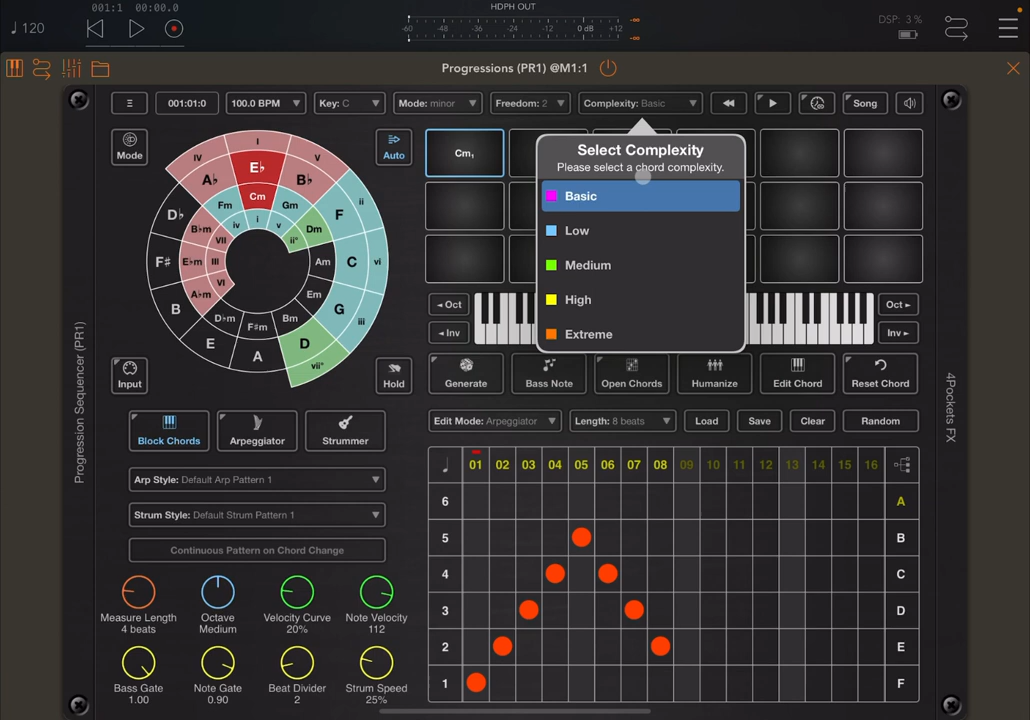 ♩ 120
001:1
00:00.0
HDPH OUT
-60 -48 -36 -24 -12 0 dB +12
-∞
-∞
DSP: 3 %
Progressions (PR1) @M1:1
001:01:0
100.0 BPM
Key: C
Mode: minor
Freedom: 2
Complexity: Basic
Song
Mode
Auto
Input
Hold
IV
I
V
A♭
E♭
B♭
ii
D♭
Fm
Cm
Gm
F
iv
i
v
B♭m
VII
ii°
Dm
F♯
E♭m
III
Am
C
vi
VI
A♭m
Em
B
D♭m
F♯m
Bm
G
iii
E
A
D
vii°
Cm1
Select Complexity
Please select a chord complexity.
Basic
Low
Medium
High
Extreme
◂ Oct
Oct ▸
◂ Inv
Inv ▸
Generate
Bass Note
Open Chords
Humanize
Edit Chord
Reset Chord
Progression Sequencer (PR1)
4Pockets FX
Block Chords
Arpeggiator
Strummer
Edit Mode: Arpeggiator
Length: 8 beats
Load
Save
Clear
Random
Arp Style: Default Arp Pattern 1
Strum Style: Default Strum Pattern 1
Continuous Pattern on Chord Change
♩ 01 02 03 04 05 06 07 08 09 10 11 12 13 14 15 16
6 A
5 B
4 C
3 D
2 E
1 F
Measure Length
4 beats
Octave
Medium
Velocity Curve
20%
Note Velocity
112
Bass Gate
1.00
Note Gate
0.90
Beat Divider
2
Strum Speed
25%